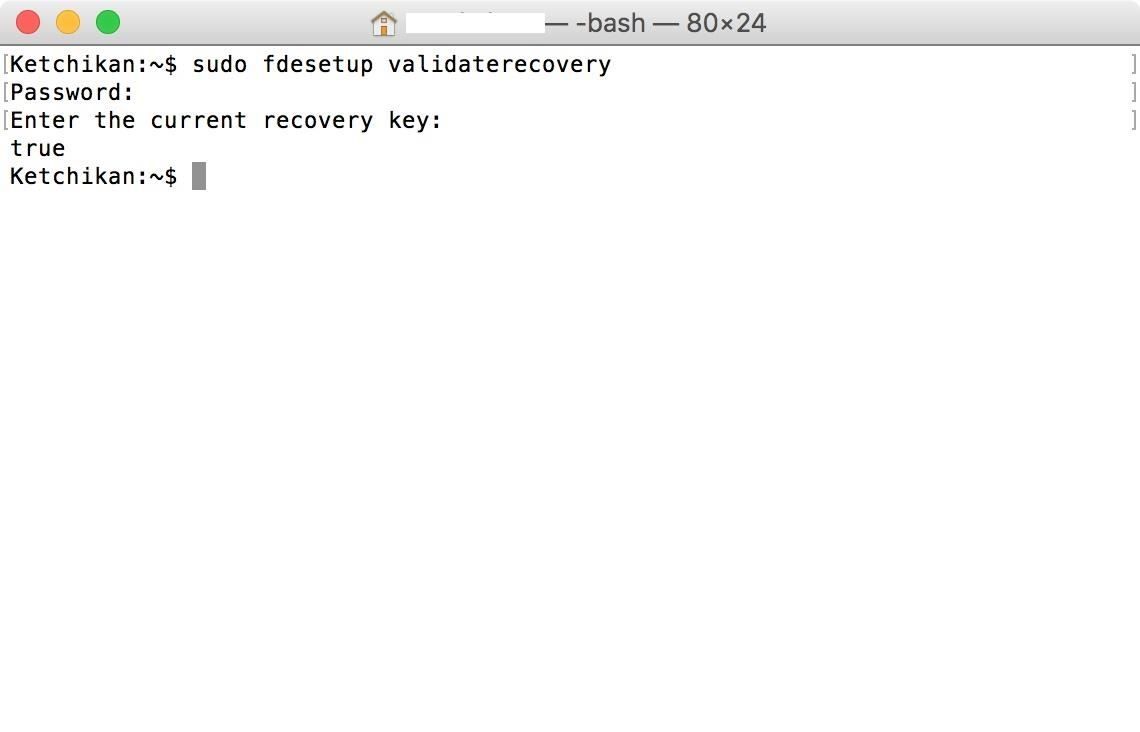 — -bash — 80×24
[Ketchikan:~$ sudo fdesetup validaterecovery ]
[Password: ]
[Enter the current recovery key: ]
true
Ketchikan:~$